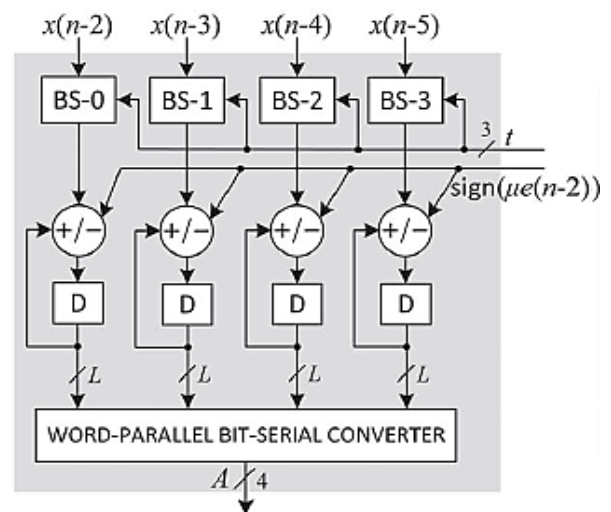 x(n-2) x(n-3) x(n-4) x(n-5)
BS-0 BS-1 BS-2 BS-3
3 t
sign(μe(n-2))
+/− +/− +/− +/−
D D D D
L L L L
WORD-PARALLEL BIT-SERIAL CONVERTER
A 4